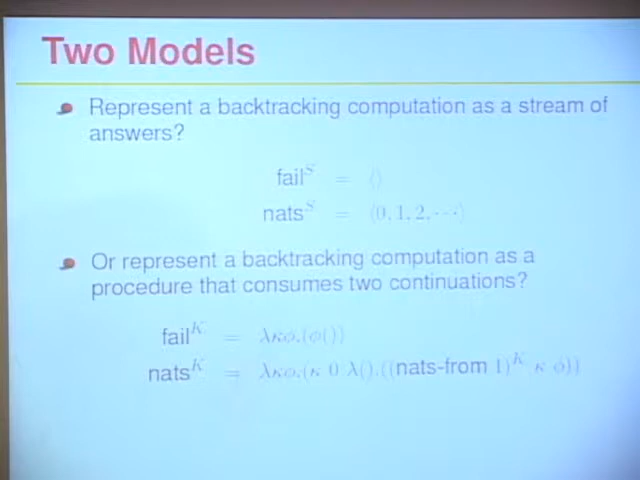 Two Models
Represent a backtracking computation as a stream of
answers?
fail^S = ⟨⟩
nats^S = ⟨0, 1, 2, ···⟩
Or represent a backtracking computation as a
procedure that consumes two continuations?
fail^K = λκφ.(φ())
nats^K = λκφ.(κ 0 λ().((nats-from 1)^K κ φ))